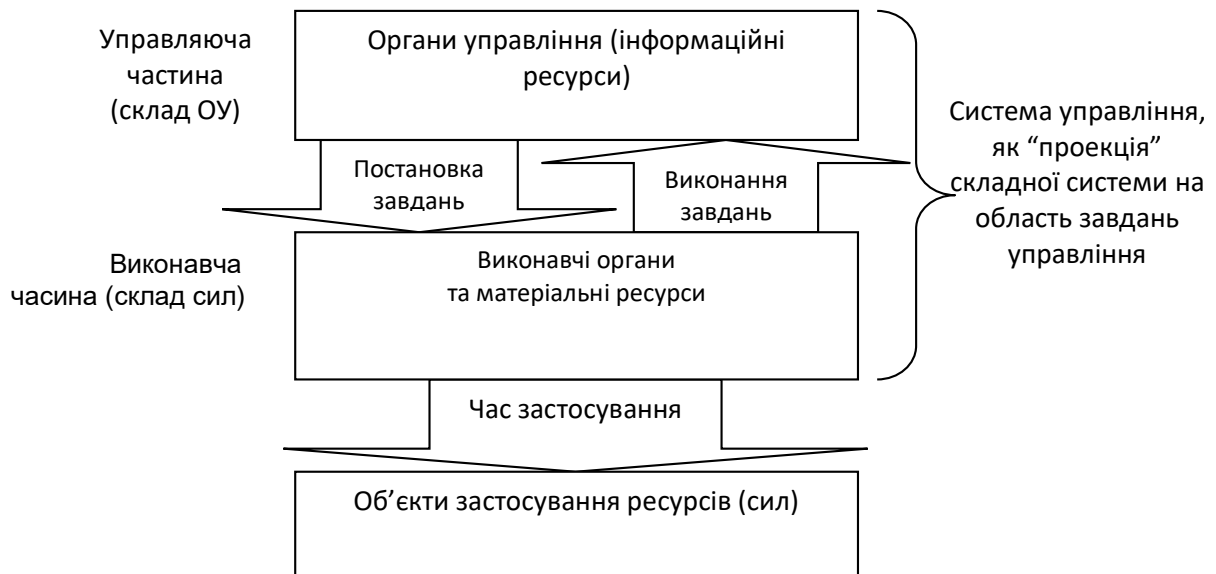 Управляюча
частина
(склад ОУ)
Органи управління (інформаційні
ресурси)
Постановка
завдань
Виконання
завдань
Система управління,
як “проекція”
складної системи на
область завдань
управління
Виконавча
часина (склад сил)
Виконавчі органи
та матеріальні ресурси
Час застосування
Об’єкти застосування ресурсів (сил)